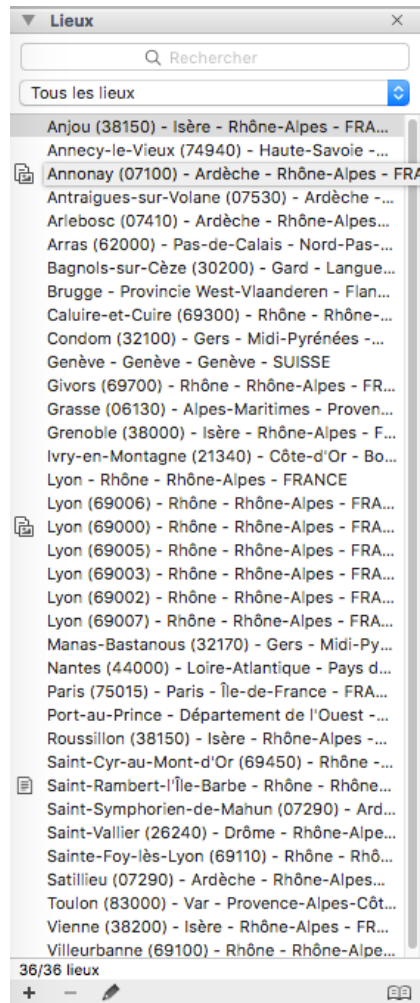 Lieux
Rechercher
Tous les lieux
Anjou (38150) - Isère - Rhône-Alpes - FRA...
Annecy-le-Vieux (74940) - Haute-Savoie -...
Annonay (07100) - Ardèche - Rhône-Alpes - FRA
Antraigues-sur-Volane (07530) - Ardèche -...
Arlebosc (07410) - Ardèche - Rhône-Alpes...
Arras (62000) - Pas-de-Calais - Nord-Pas-...
Bagnols-sur-Cèze (30200) - Gard - Langue...
Brugge - Provincie West-Vlaanderen - Flan...
Caluire-et-Cuire (69300) - Rhône - Rhône-...
Condom (32100) - Gers - Midi-Pyrénées -...
Genève - Genève - Genève - SUISSE
Givors (69700) - Rhône - Rhône-Alpes - FR...
Grasse (06130) - Alpes-Maritimes - Proven...
Grenoble (38000) - Isère - Rhône-Alpes - F...
Ivry-en-Montagne (21340) - Côte-d'Or - Bo...
Lyon - Rhône - Rhône-Alpes - FRANCE
Lyon (69006) - Rhône - Rhône-Alpes - FRA...
Lyon (69000) - Rhône - Rhône-Alpes - FRA...
Lyon (69005) - Rhône - Rhône-Alpes - FRA...
Lyon (69003) - Rhône - Rhône-Alpes - FRA...
Lyon (69002) - Rhône - Rhône-Alpes - FRA...
Lyon (69007) - Rhône - Rhône-Alpes - FRA...
Manas-Bastanous (32170) - Gers - Midi-Py...
Nantes (44000) - Loire-Atlantique - Pays d...
Paris (75015) - Paris - Île-de-France - FRA...
Port-au-Prince - Département de l'Ouest -...
Roussillon (38150) - Isère - Rhône-Alpes -...
Saint-Cyr-au-Mont-d'Or (69450) - Rhône -...
Saint-Rambert-l'Île-Barbe - Rhône - Rhône...
Saint-Symphorien-de-Mahun (07290) - Ard...
Saint-Vallier (26240) - Drôme - Rhône-Alpe...
Sainte-Foy-lès-Lyon (69110) - Rhône - Rhô...
Satillieu (07290) - Ardèche - Rhône-Alpes...
Toulon (83000) - Var - Provence-Alpes-Côt...
Vienne (38200) - Isère - Rhône-Alpes - FR...
Villeurbanne (69100) - Rhône - Rhône-Alpe...
36/36 lieux